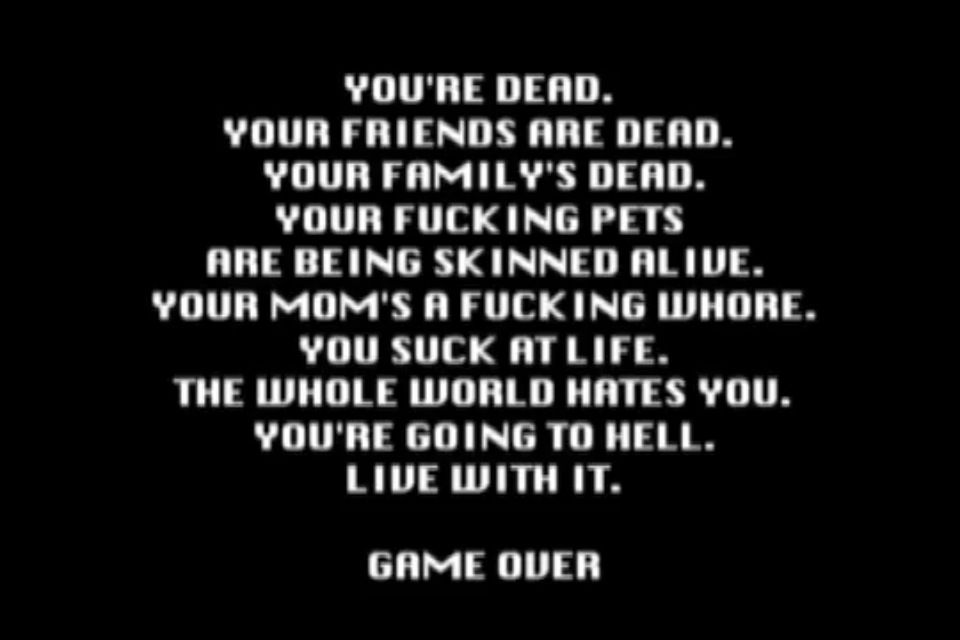 YOU'RE DEAD.
YOUR FRIENDS ARE DEAD.
YOUR FAMILY'S DEAD.
YOUR FUCKING PETS
ARE BEING SKINNED ALIVE.
YOUR MOM'S A FUCKING WHORE.
YOU SUCK AT LIFE.
THE WHOLE WORLD HATES YOU.
YOU'RE GOING TO HELL.
LIVE WITH IT.
GAME OVER